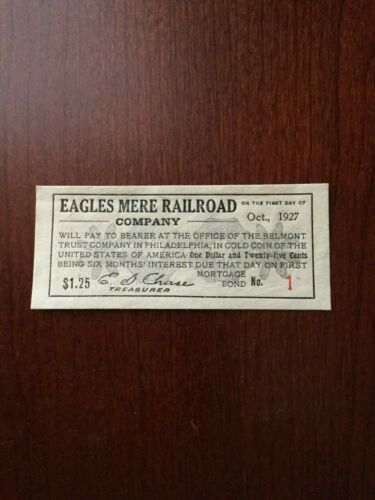 EAGLES MERE RAILROAD ON THE FIRST DAY OF
COMPANY Oct., 1927
WILL PAY TO BEARER AT THE OFFICE OF THE BELMONT
TRUST COMPANY IN PHILADELPHIA, IN GOLD COIN OF THE
UNITED STATES OF AMERICA One Dollar and Twenty-five Cents
BEING SIX MONTHS' INTEREST DUE THAT DAY ON FIRST
MORTGAGE
$1.25 E. S. Chase BOND No. 1
TREASURER